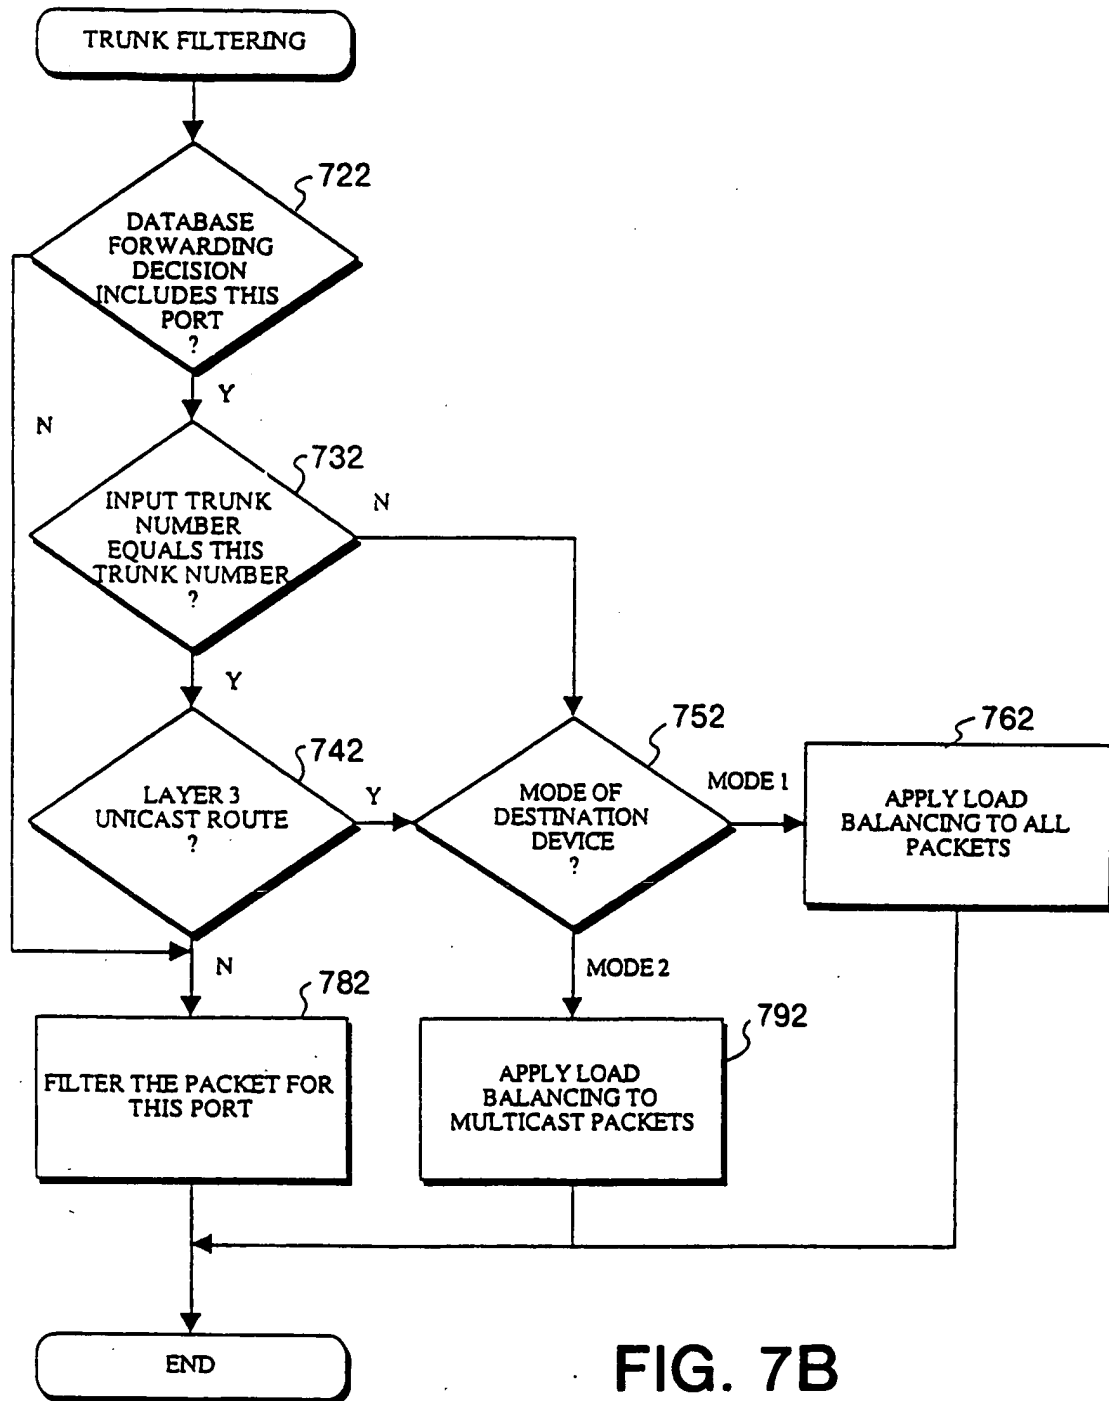 TRUNK FILTERING
722
DATABASE
FORWARDING
DECISION
INCLUDES THIS
PORT
?
Y
N
732
INPUT TRUNK
NUMBER
EQUALS THIS
TRUNK NUMBER
?
N
Y
742
LAYER 3
UNICAST ROUTE
?
Y
N
752
MODE OF
DESTINATION
DEVICE
?
MODE 1
MODE 2
762
APPLY LOAD
BALANCING TO ALL
PACKETS
782
FILTER THE PACKET FOR
THIS PORT
792
APPLY LOAD
BALANCING TO
MULTICAST PACKETS
END
FIG. 7B